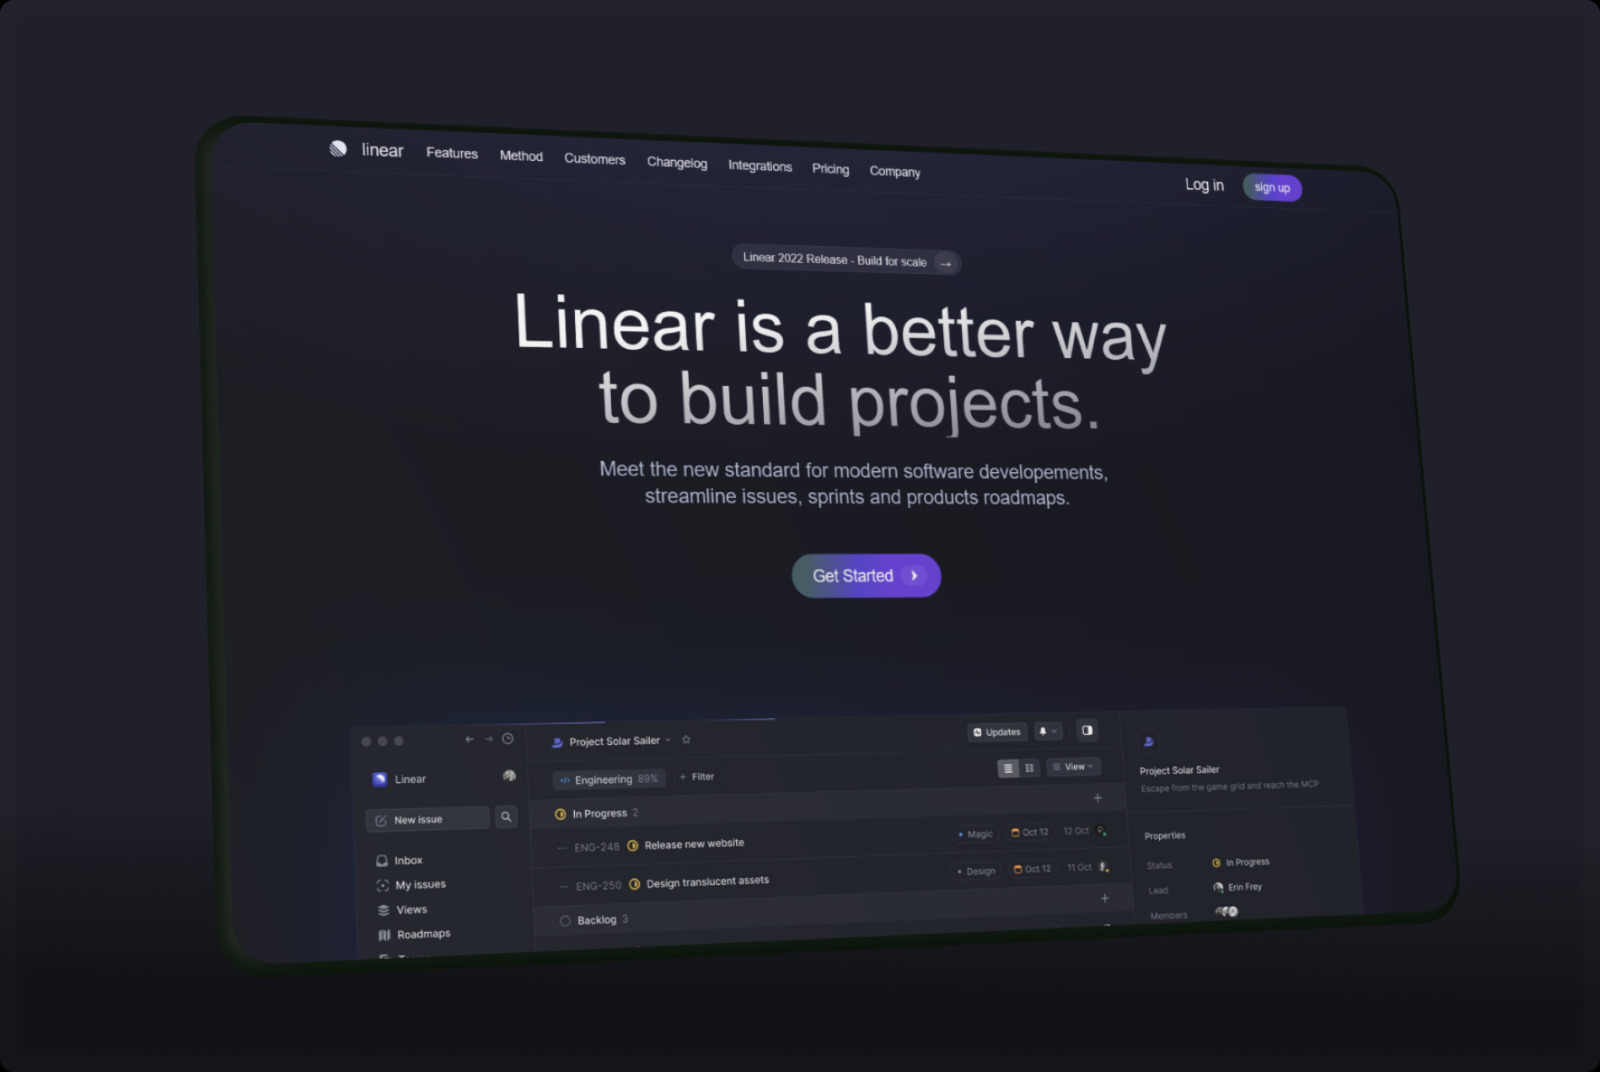 linear Features Method Customers Changelog Integrations Pricing Company Log in sign up
Linear 2022 Release - Build for scale →
Linear is a better way
to build projects.
Meet the new standard for modern software developements,
streamline issues, sprints and products roadmaps.
Get Started
Project Solar Sailer
Updates
Linear
Engineering 89% + Filter
View
New issue
In Progress 2
ENG-248 Release new website Magic Oct 12 12 Oct
ENG-250 Design translucent assets Design Oct 12 11 Oct
Backlog 3
Inbox
My issues
Views
Roadmaps
Project Solar Sailer
Escape from the game grid and reach the MCP
Properties
Status In Progress
Lead Erin Frey
Members